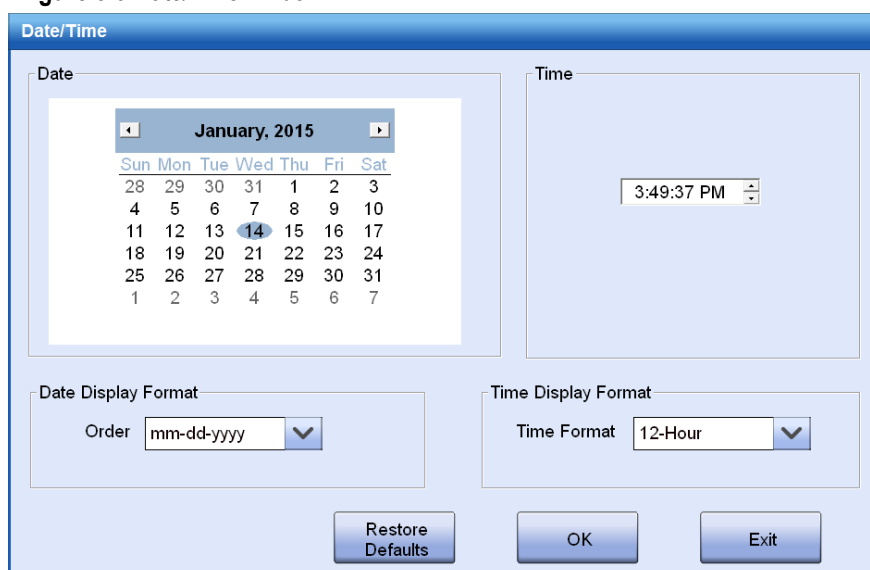 Date/Time
Date
Time
January, 2015
Sun Mon Tue Wed Thu Fri Sat
28 29 30 31 1 2 3
4 5 6 7 8 9 10
11 12 13 14 15 16 17
18 19 20 21 22 23 24
25 26 27 28 29 30 31
1 2 3 4 5 6 7
3:49:37 PM
Date Display Format
Order mm-dd-yyyy
Time Display Format
Time Format 12-Hour
Restore
Defaults
OK
Exit